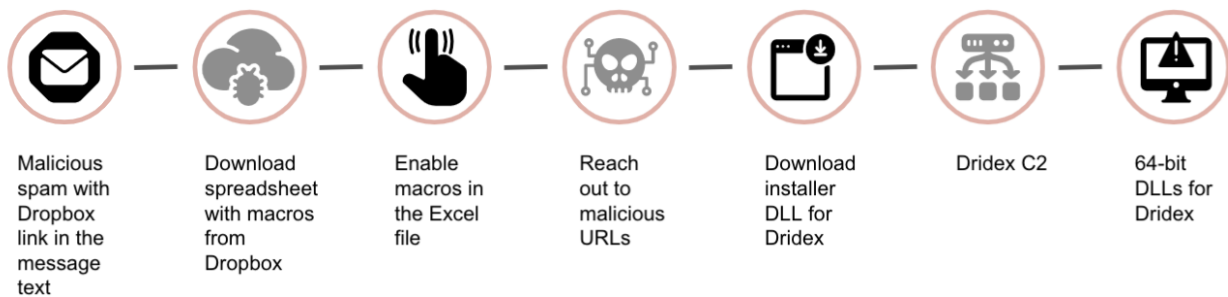 Malicious
spam with
Dropbox
link in the
message
text
Download
spreadsheet
with macros
from
Dropbox
Enable
macros in
the Excel
file
Reach
out to
malicious
URLs
Download
installer
DLL for
Dridex
Dridex C2
64-bit
DLLs for
Dridex